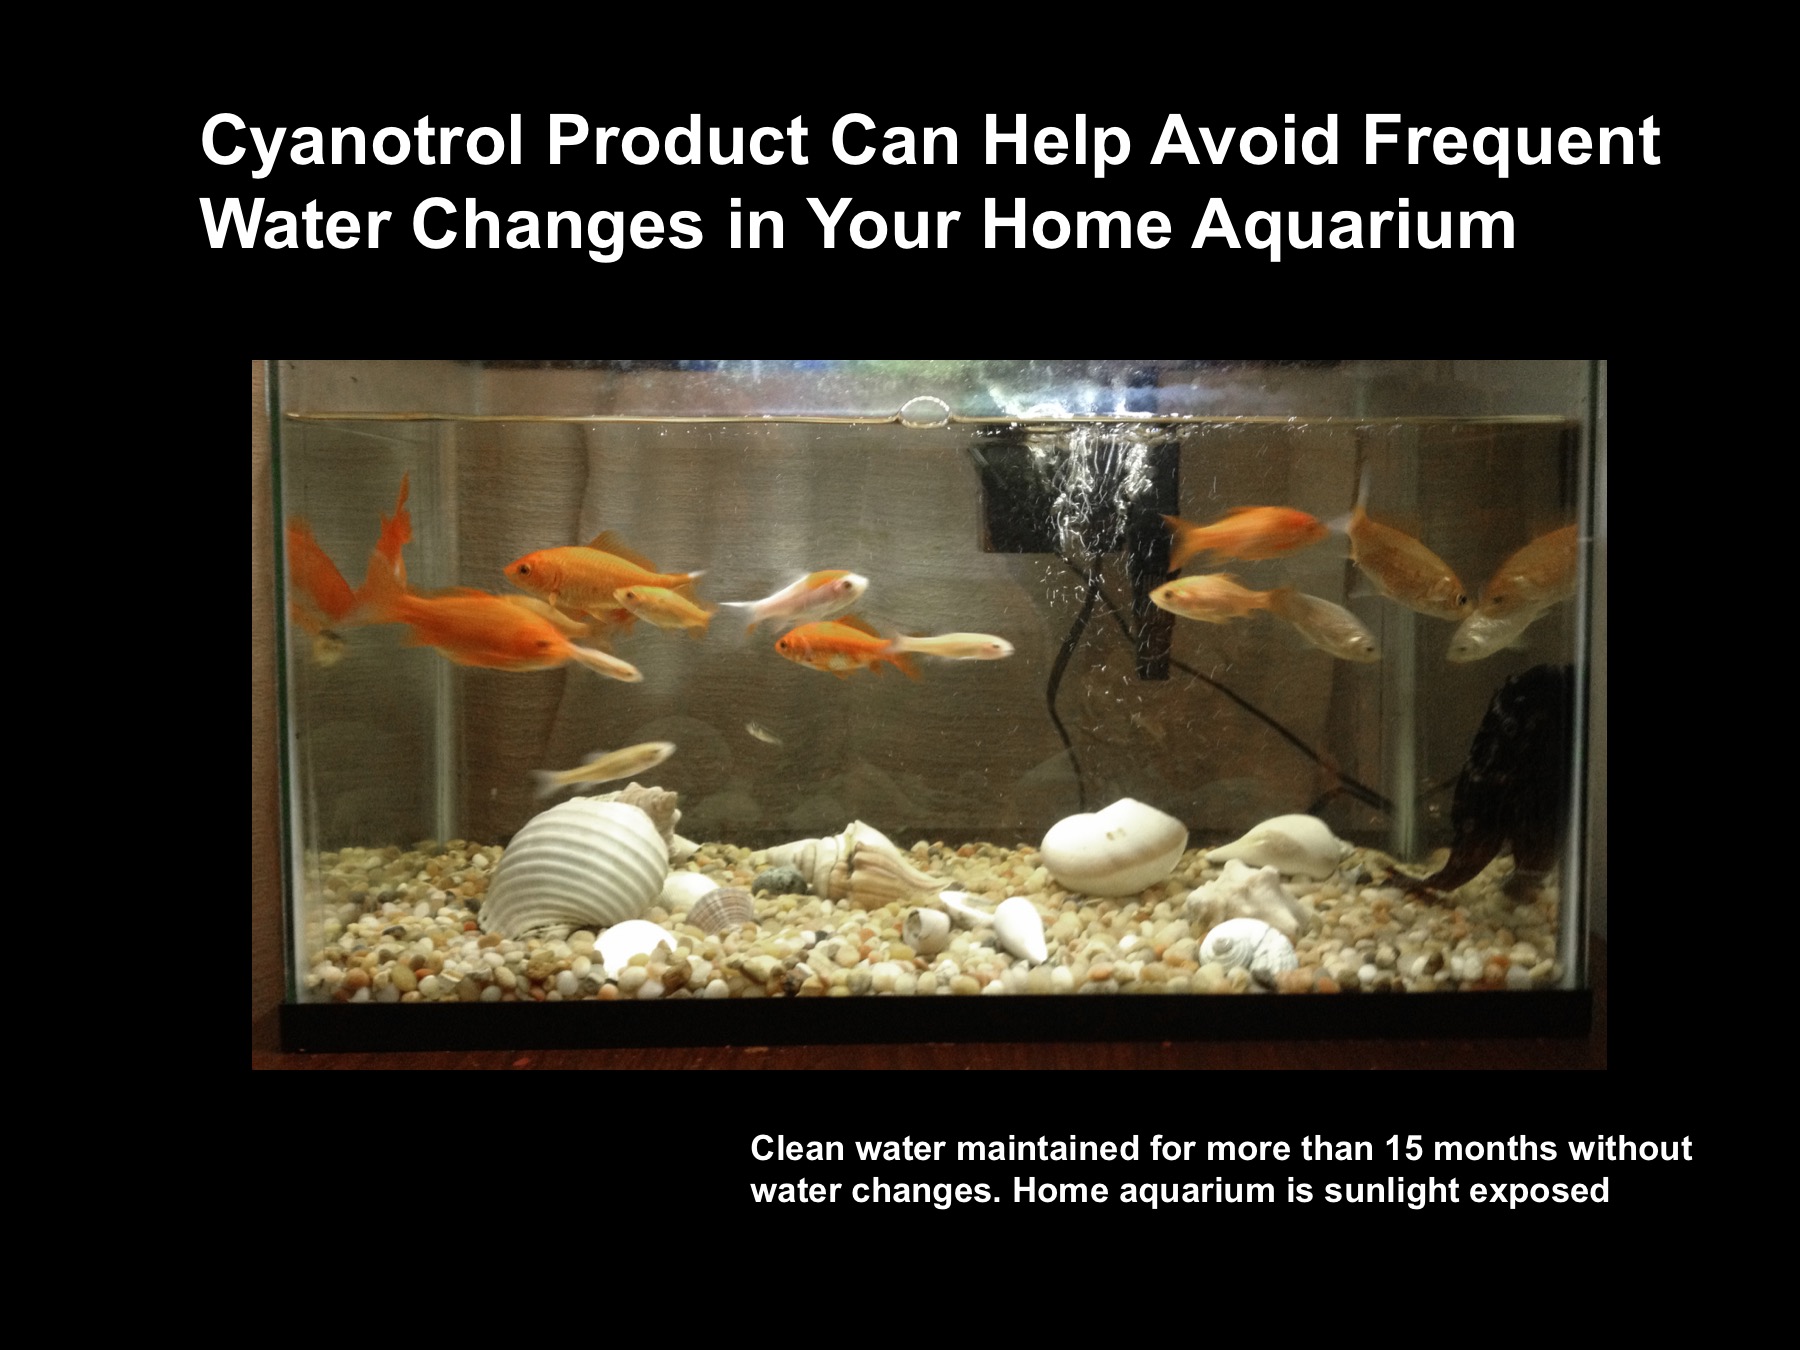 Cyanotrol Product Can Help Avoid Frequent
Water Changes in Your Home Aquarium
Clean water maintained for more than 15 months without
water changes. Home aquarium is sunlight exposed